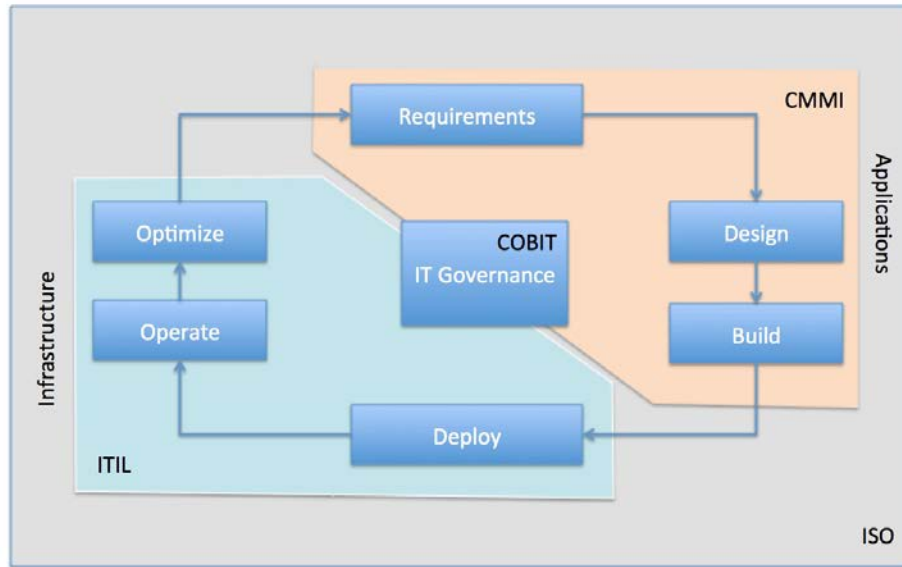 CMMI
Requirements
Applications
Optimize
COBIT
IT Governance
Design
Infrastructure
Operate
Build
Deploy
ITIL
ISO